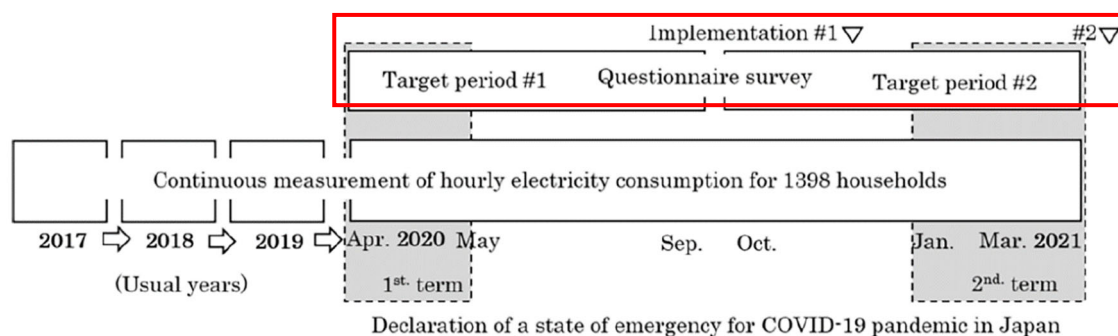 Implementation #1▽ #2▽
Target period #1 Questionnaire survey Target period #2
Continuous measurement of hourly electricity consumption for 1398 households
2017 ⇨ 2018 ⇨ 2019 ⇨ Apr. 2020 May Sep. Oct. Jan. Mar. 2021
(Usual years) 1st. term 2nd. term
Declaration of a state of emergency for COVID-19 pandemic in Japan